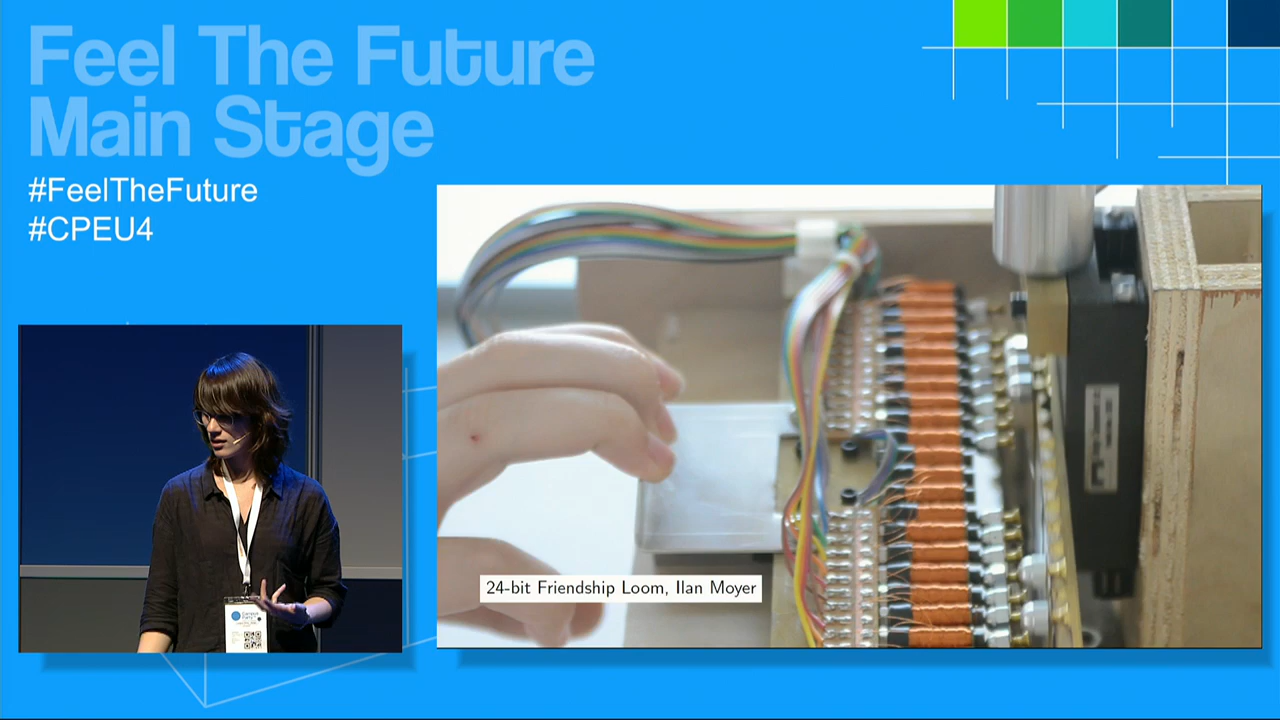 Feel The Future
Main Stage
#FeelTheFuture
#CPEU4
24-bit Friendship Loom, Ilan Moyer